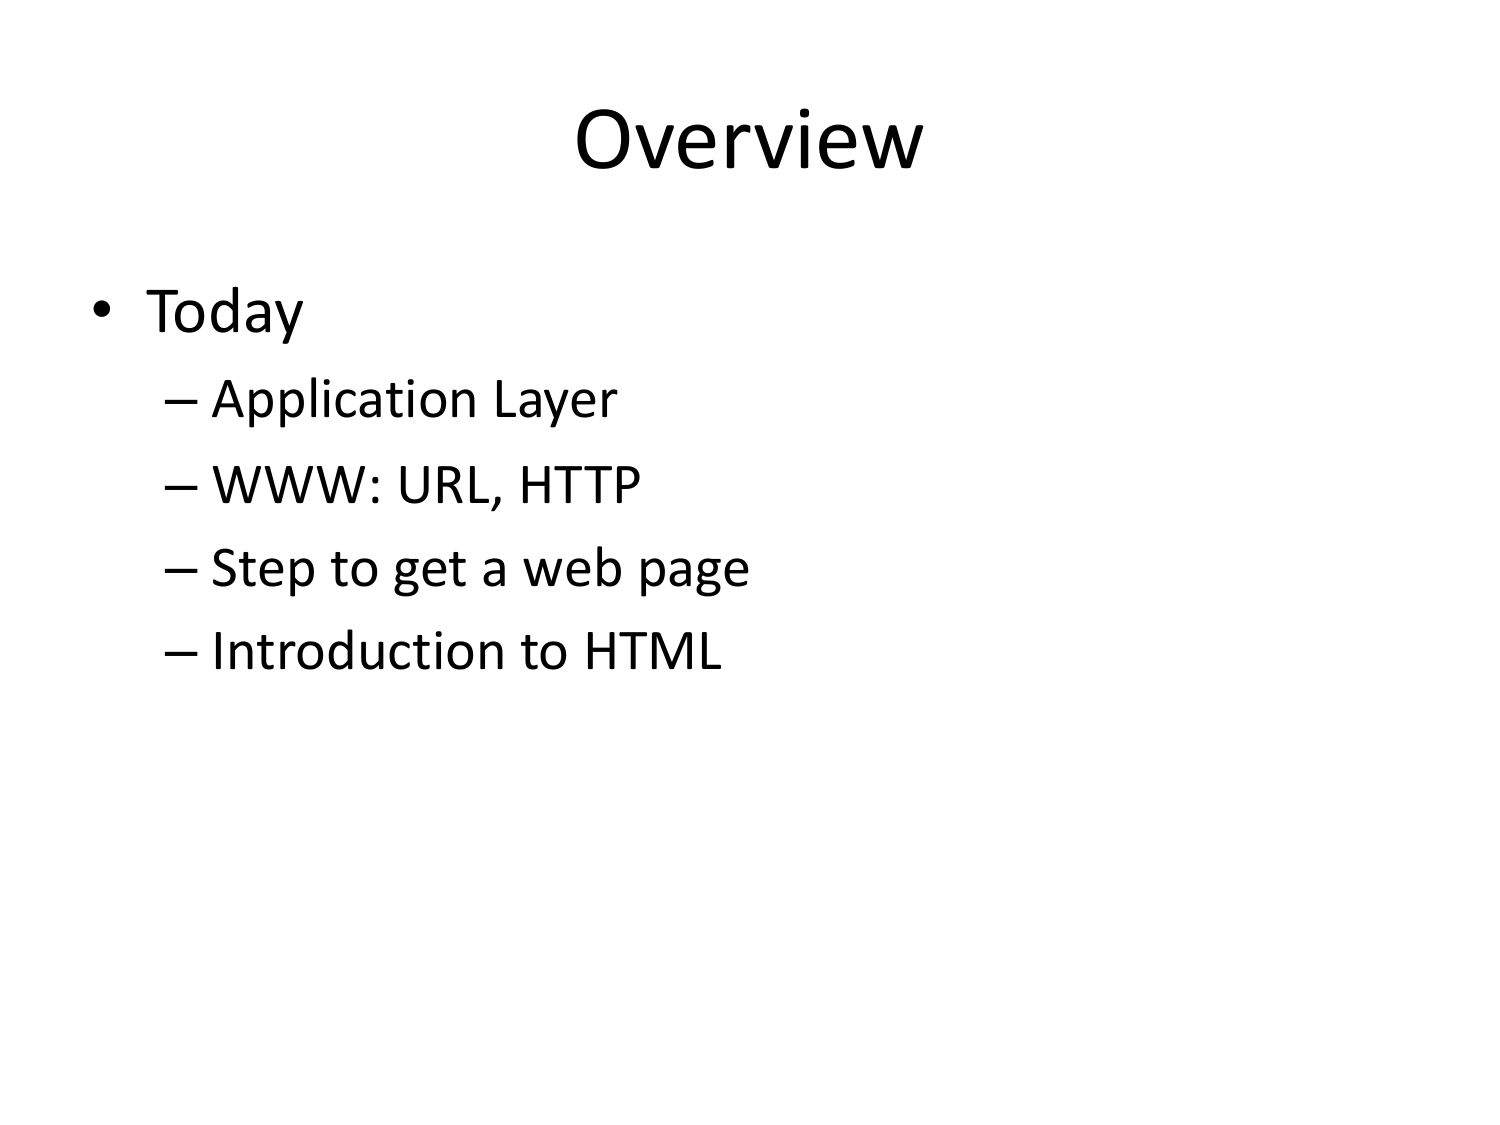 Overview
• Today
– Application Layer
– WWW: URL, HTTP
– Step to get a web page
– Introduction to HTML